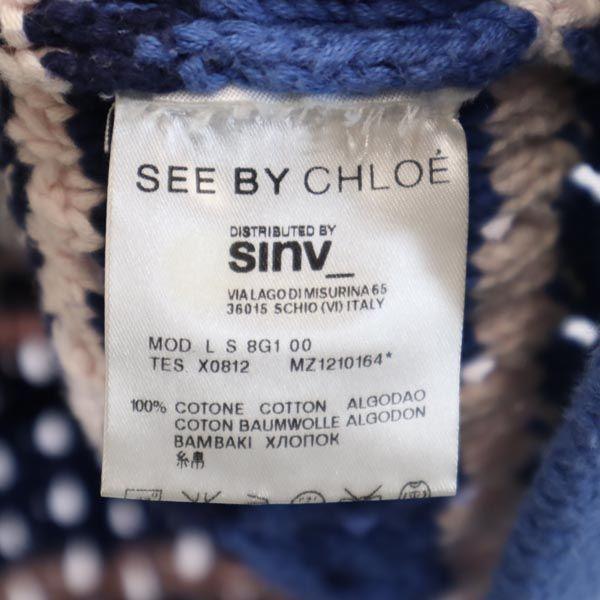 SEE BY CHLOÉ
DISTRIBUTED BY
sinv_
VIA LAGO DI MISURINA 65
36015 SCHIO (VI) ITALY
MOD. L S 8G1 00
TES. X0812 MZ1210164*
100% COTONE COTTON ALGODAO
COTON BAUMWOLLE ALGODON
BAMBAKI ХЛОПОК
綿